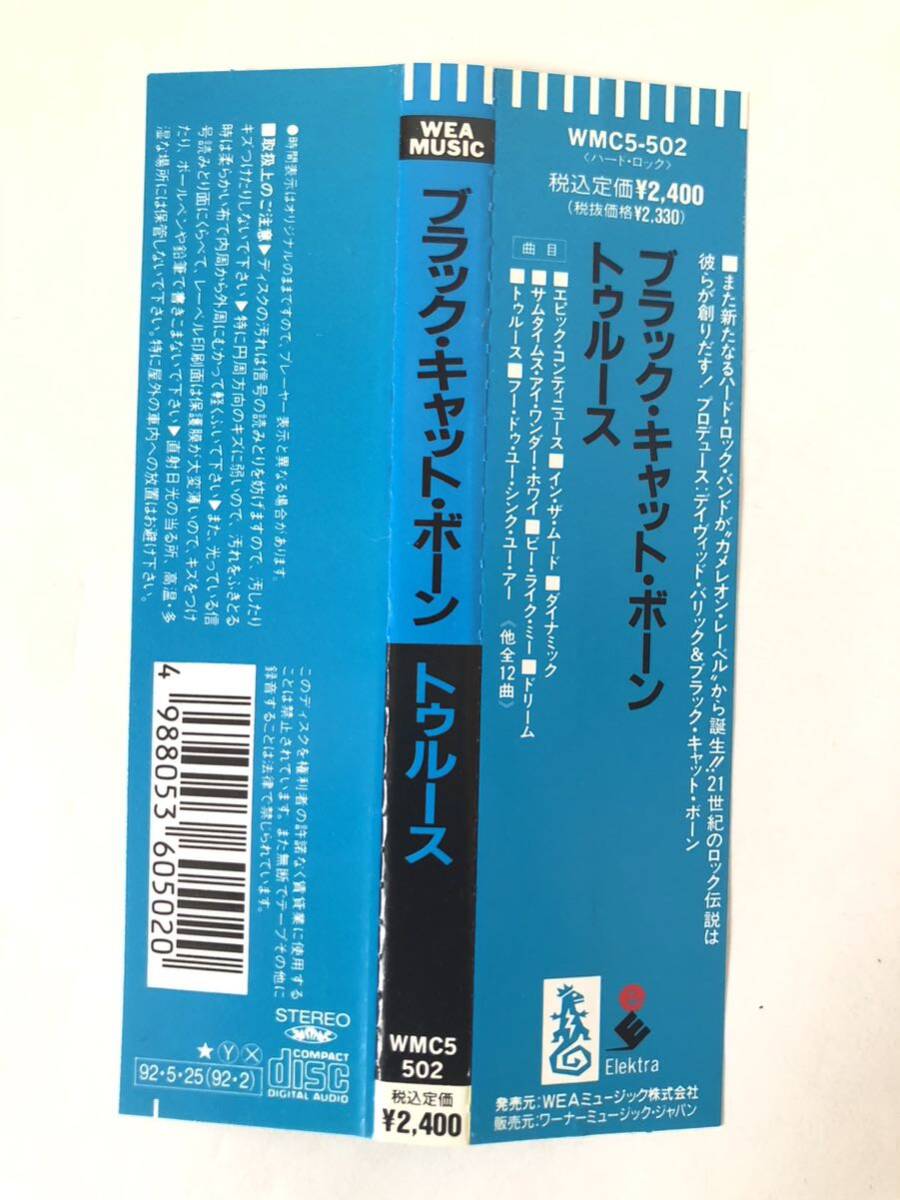 WMC5-502
〈ハード・ロック〉
税込定価¥2,400
(税抜価格¥2,330)
■また新たなるハード・ロック・バンドが“カメレオン・レーベル”から誕生!!:21世紀のロック伝説は
彼らが創りだす! プロデュース:デイヴィッド・バリック&ブラック・キャット・ボーン
ブラック・キャット・ボーン
トゥルース
曲目
■エピック・コンティニュース■イン・ザ・ムード■ダイナミック
■サムタイムス・アイ・ワンダー・ホワイ■ビー・ライク・ミー■ドリーム
■トゥルース■フー・ドゥ・ユー・シンク・ユー・アー 《他全12曲》
Elektra
発売元:WEAミュージック株式会社
販売元:ワーナーミュージック・ジャパン
WEA
MUSIC
ブラック・キャット・ボーン
トゥルース
WMC5
502
税込定価
¥2,400
●時間表示はオリジナルのままですので、プレーヤー表示と異なる場合があります。
■取扱上のご注意▶ディスクの汚れは信号の読みとりを妨げますので、汚したり
キズつけたりしないで下さい▶特に円周方向のキズに弱いので、汚れをふきとる
時は柔らかい布で内周から外周にむかって軽くふいて下さい▶また、光っている信
号読みとり面にくらべて、レーベル印刷面は保護膜が大変薄いので、キズをつけ
たり、ボールペンや鉛筆で書きこまないで下さい▶直射日光の当る所、高温・多
湿な場所には保管しないで下さい。特に屋外の車内への放置はお避け下さい。
4 988053 605020
このディスクを権利者の許諾なく賃貸業に使用する
ことは禁止されています。また無断でテープその他に
録音することは法律で禁じられています。
STEREO
★ⓎⓍ
92・5・25(92・2)
COMPACT
disc
DIGITAL AUDIO